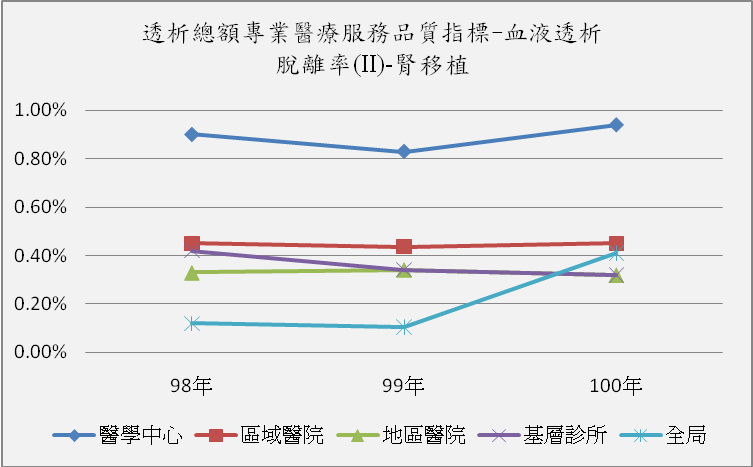 透析總額專業醫療服務品質指標-血液透析
脫離率(II)-腎移植
1.00%
0.80%
0.60%
0.40%
0.20%
0.00%
98年 99年 100年
醫學中心 區域醫院 地區醫院 基層診所 全局